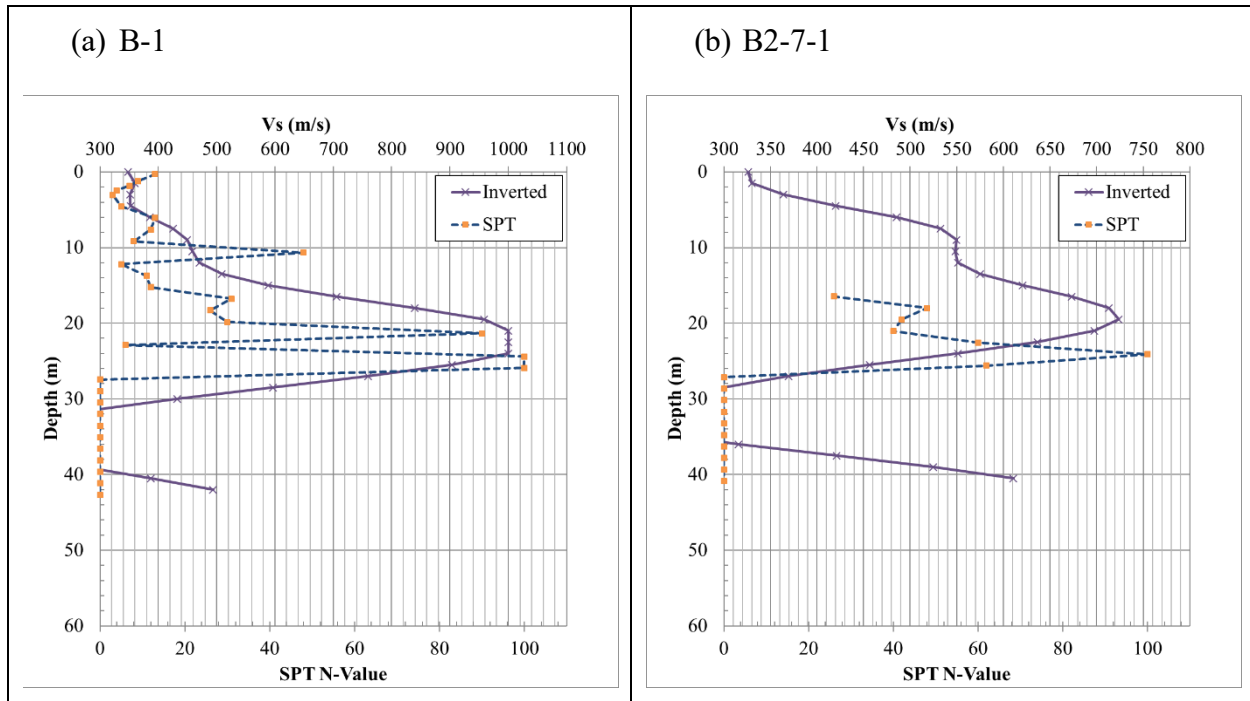 (a) B-1
Vs (m/s)
300 400 500 600 700 800 900 1000 1100
0
10
20
30
40
50
60
Depth (m)
Inverted
SPT
0 20 40 60 80 100
SPT N-Value
(b) B2-7-1
Vs (m/s)
300 350 400 450 500 550 600 650 700 750 800
0
10
20
30
40
50
60
Depth (m)
Inverted
SPT
0 20 40 60 80 100
SPT N-Value